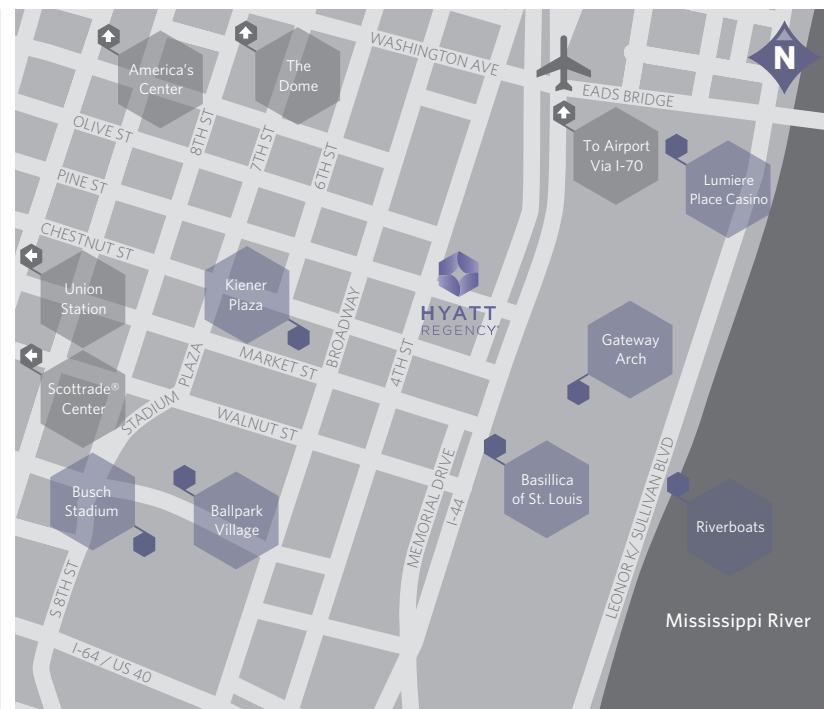 WASHINGTON AVE
N
America's
Center
The
Dome
EADS BRIDGE
OLIVE ST
8TH ST
7TH ST
6TH ST
To Airport
Via I-70
Lumiere
Place Casino
PINE ST
CHESTNUT ST
Union
Station
Kiener
Plaza
HYATT
REGENCY
BROADWAY
4TH ST
Gateway
Arch
MARKET ST
Scottrade®
Center
STADIUM PLAZA
WALNUT ST
Busch
Stadium
Ballpark
Village
MEMORIAL DRIVE
I-44
Basillica
of St. Louis
LEONOR K/ SULLIVAN BLVD
Riverboats
S 8TH ST
Mississippi River
I-64 / US 40